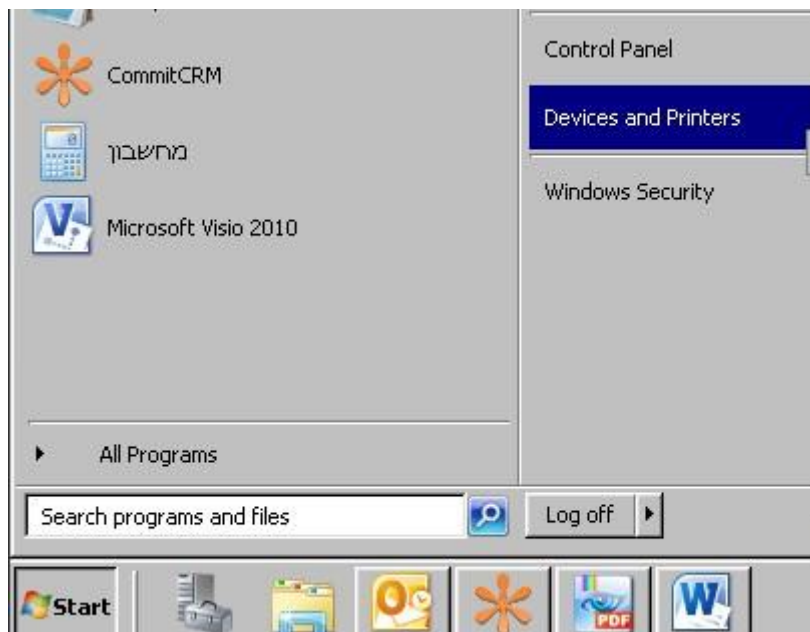 CommitCRM
מחשבון
Microsoft Visio 2010
All Programs
Search programs and files
Control Panel
Devices and Printers
Windows Security
Log off
Start
PDF